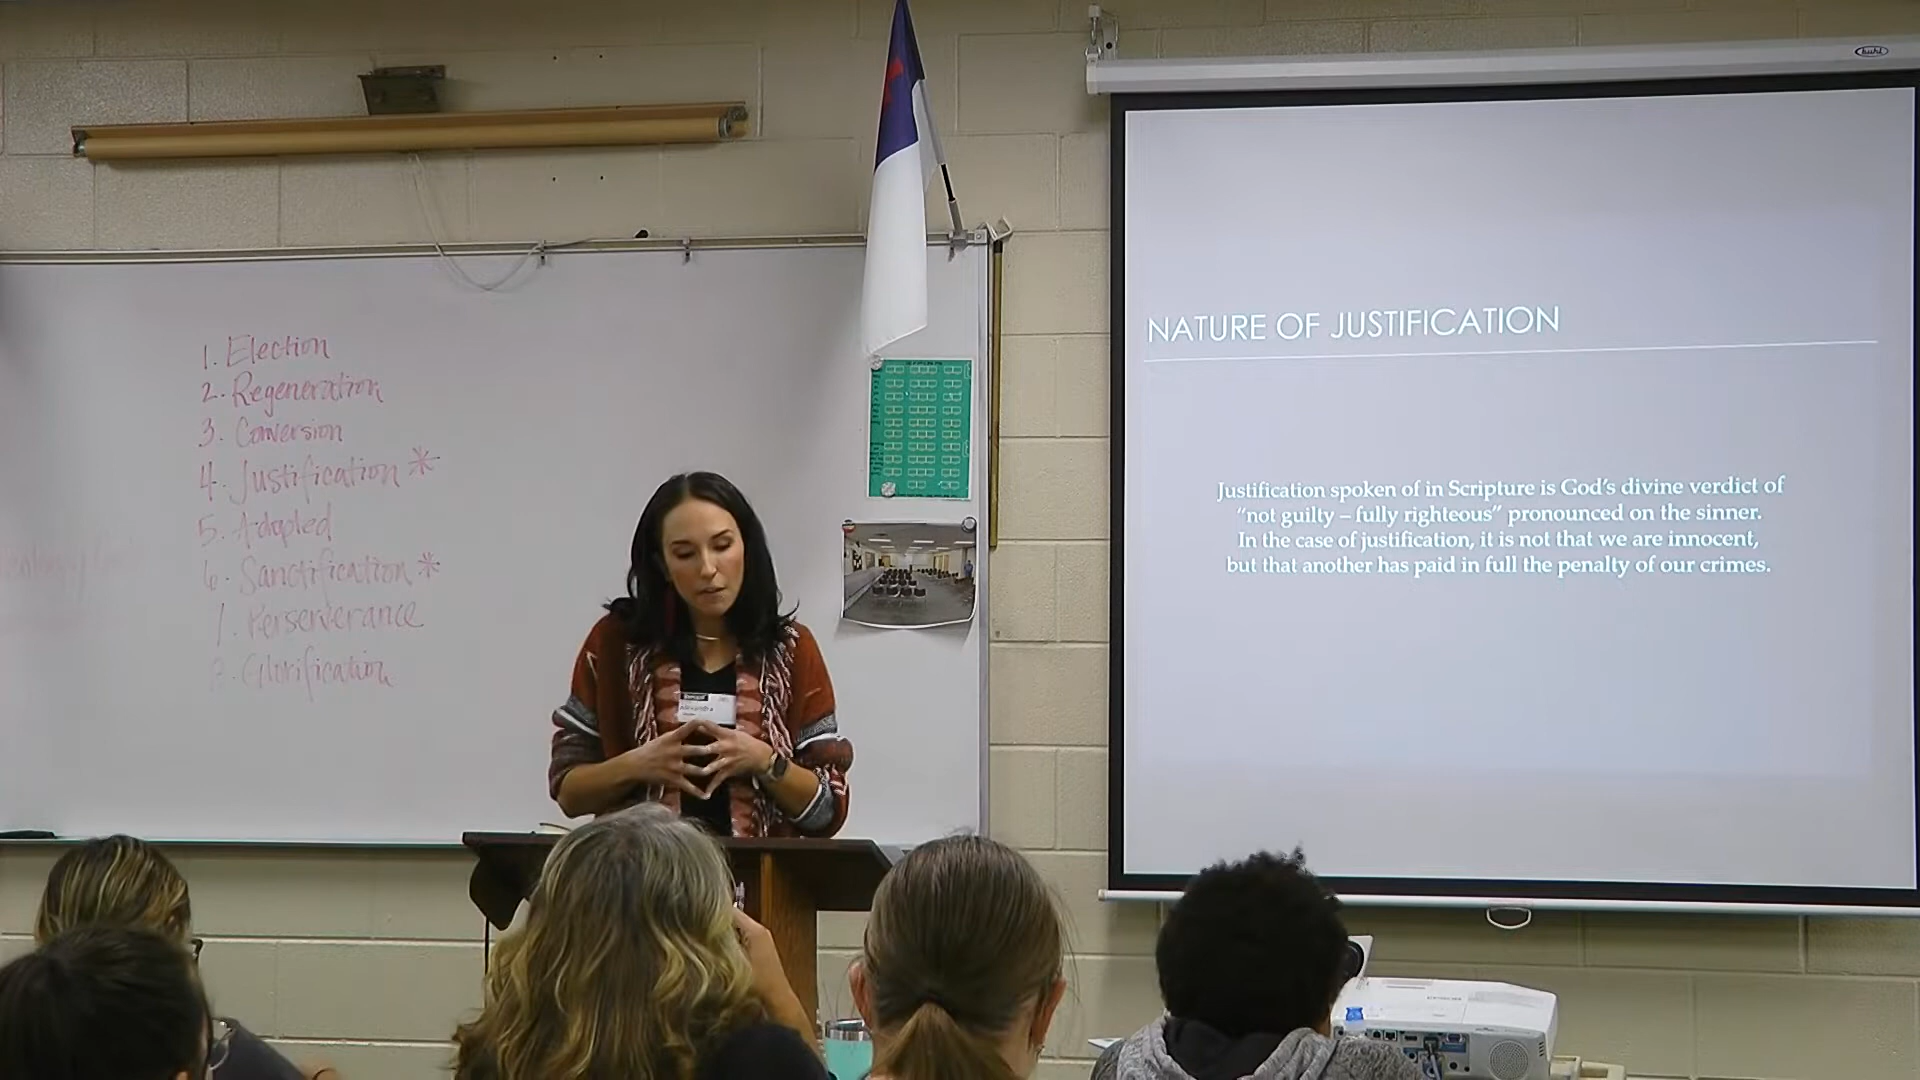 1. Election
2. Regeneration
3. Conversion
4. Justification *
5. Adopted
6. Sanctification *
7. Perserverance
8. Glorification
NATURE OF JUSTIFICATION
Justification spoken of in Scripture is God's divine verdict of
“not guilty – fully righteous” pronounced on the sinner.
In the case of justification, it is not that we are innocent,
but that another has paid in full the penalty of our crimes.